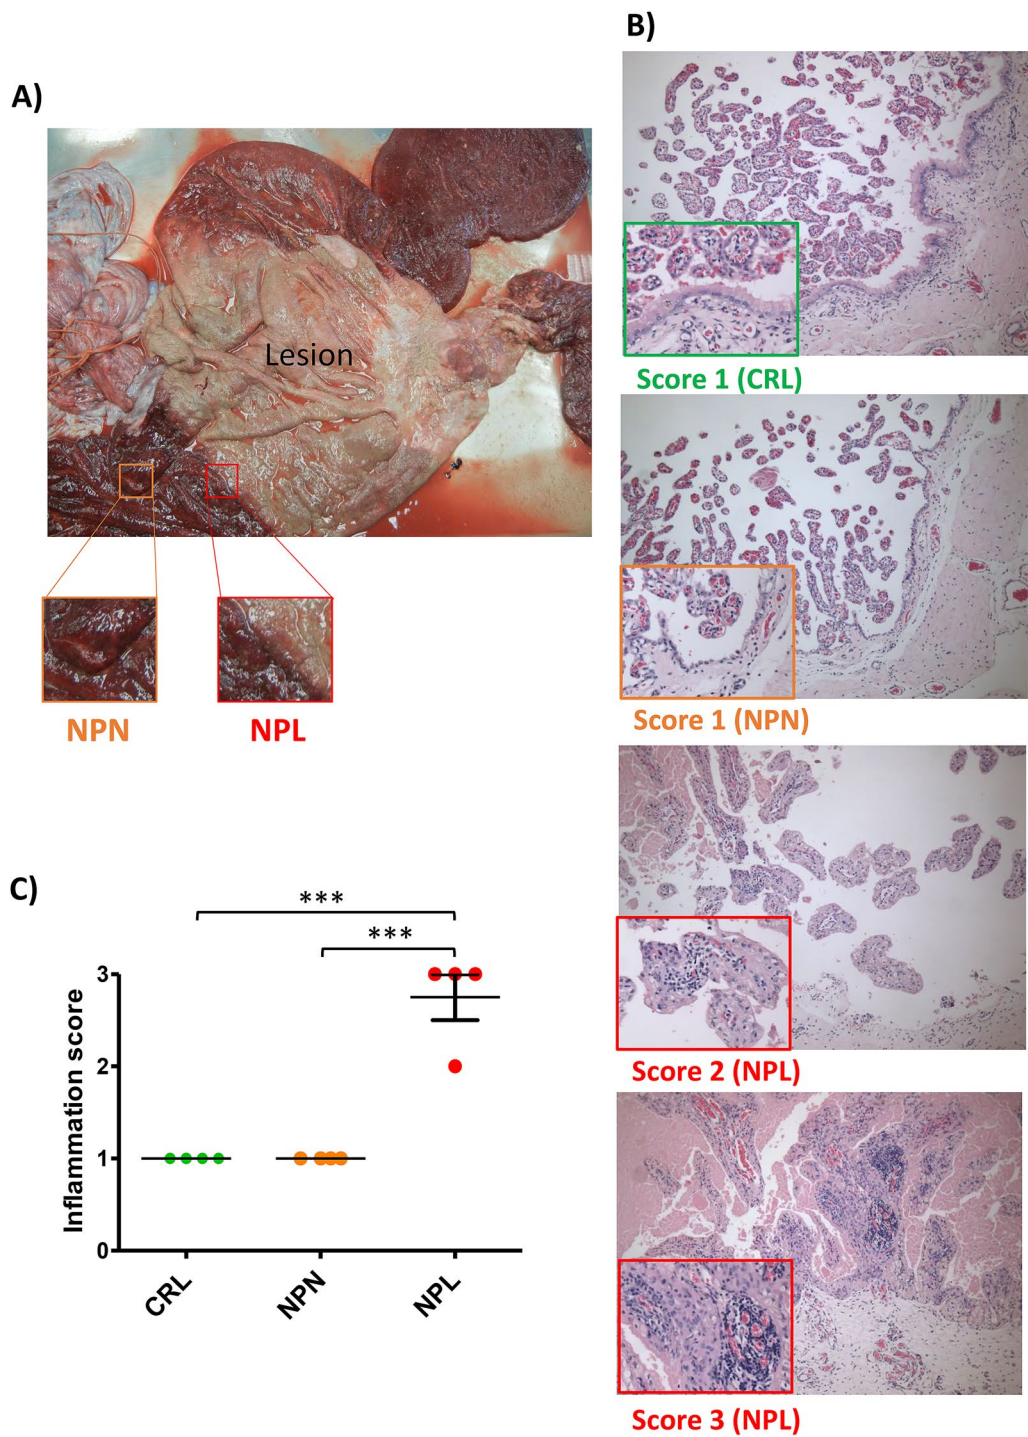 A)
Lesion
NPN
NPL
B)
Score 1 (CRL)
Score 1 (NPN)
Score 2 (NPL)
Score 3 (NPL)
C)
***
***
Inflammation score
3
2
1
0
CRL
NPN
NPL